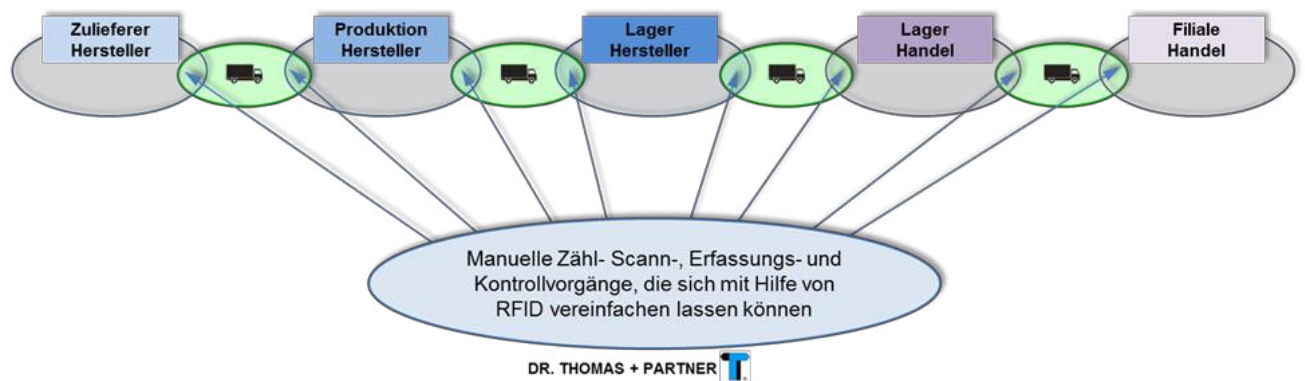 Zulieferer
Hersteller
Produktion
Hersteller
Lager
Hersteller
Lager
Handel
Filiale
Handel
Manuelle Zähl- Scann-, Erfassungs- und
Kontrollvorgänge, die sich mit Hilfe von
RFID vereinfachen lassen können
DR. THOMAS + PARTNER